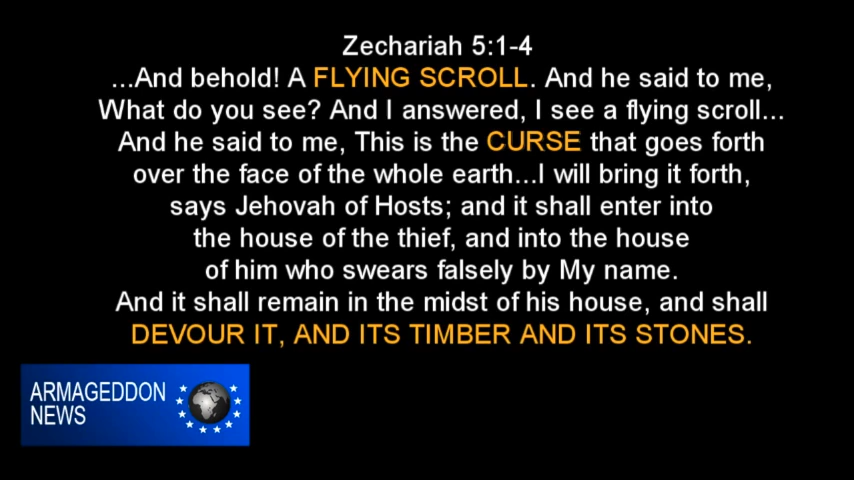 Zechariah 5:1-4
...And behold! A FLYING SCROLL. And he said to me,
What do you see? And I answered, I see a flying scroll...
And he said to me, This is the CURSE that goes forth
over the face of the whole earth...I will bring it forth,
says Jehovah of Hosts; and it shall enter into
the house of the thief, and into the house
of him who swears falsely by My name.
And it shall remain in the midst of his house, and shall
DEVOUR IT, AND ITS TIMBER AND ITS STONES.
ARMAGEDDON
NEWS